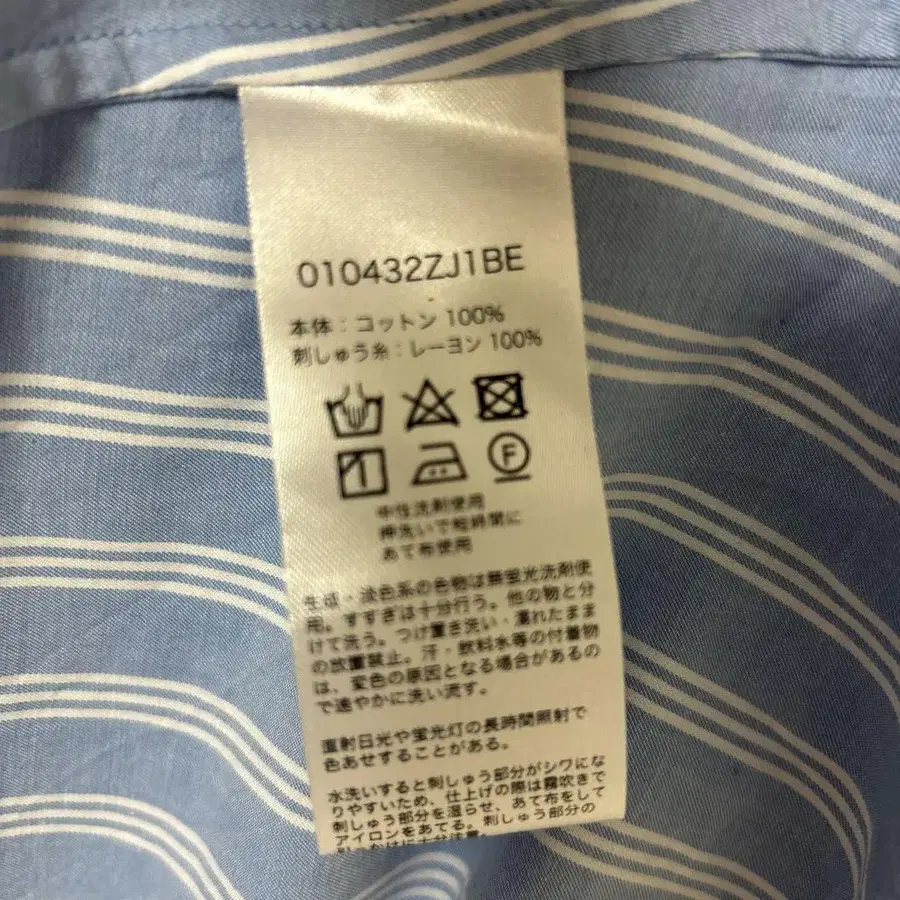 010432ZJ1BE
本体：コットン 100%
刺しゅう糸：レーヨン 100%
F
中性洗剤使用
押洗いで短時間に
あて布使用
生成・淡色系の色物は無蛍光洗剤使
用。すすぎは十分行う。他の物と分
けて洗う。つけ置き洗い・濡れたまま
の放置禁止。汗・飲料水等の付着物
は、変色の原因となる場合があるの
で速やかに洗い流す。
直射日光や蛍光灯の長時間照射で
色あせすることがある。
水洗いすると刺しゅう部分がシワにな
りやすいため、仕上げの際は霧吹きで
刺しゅう部分を湿らせ、あて布をして
アイロンをあてる。刺しゅう部分の
引っかけに十分注意。